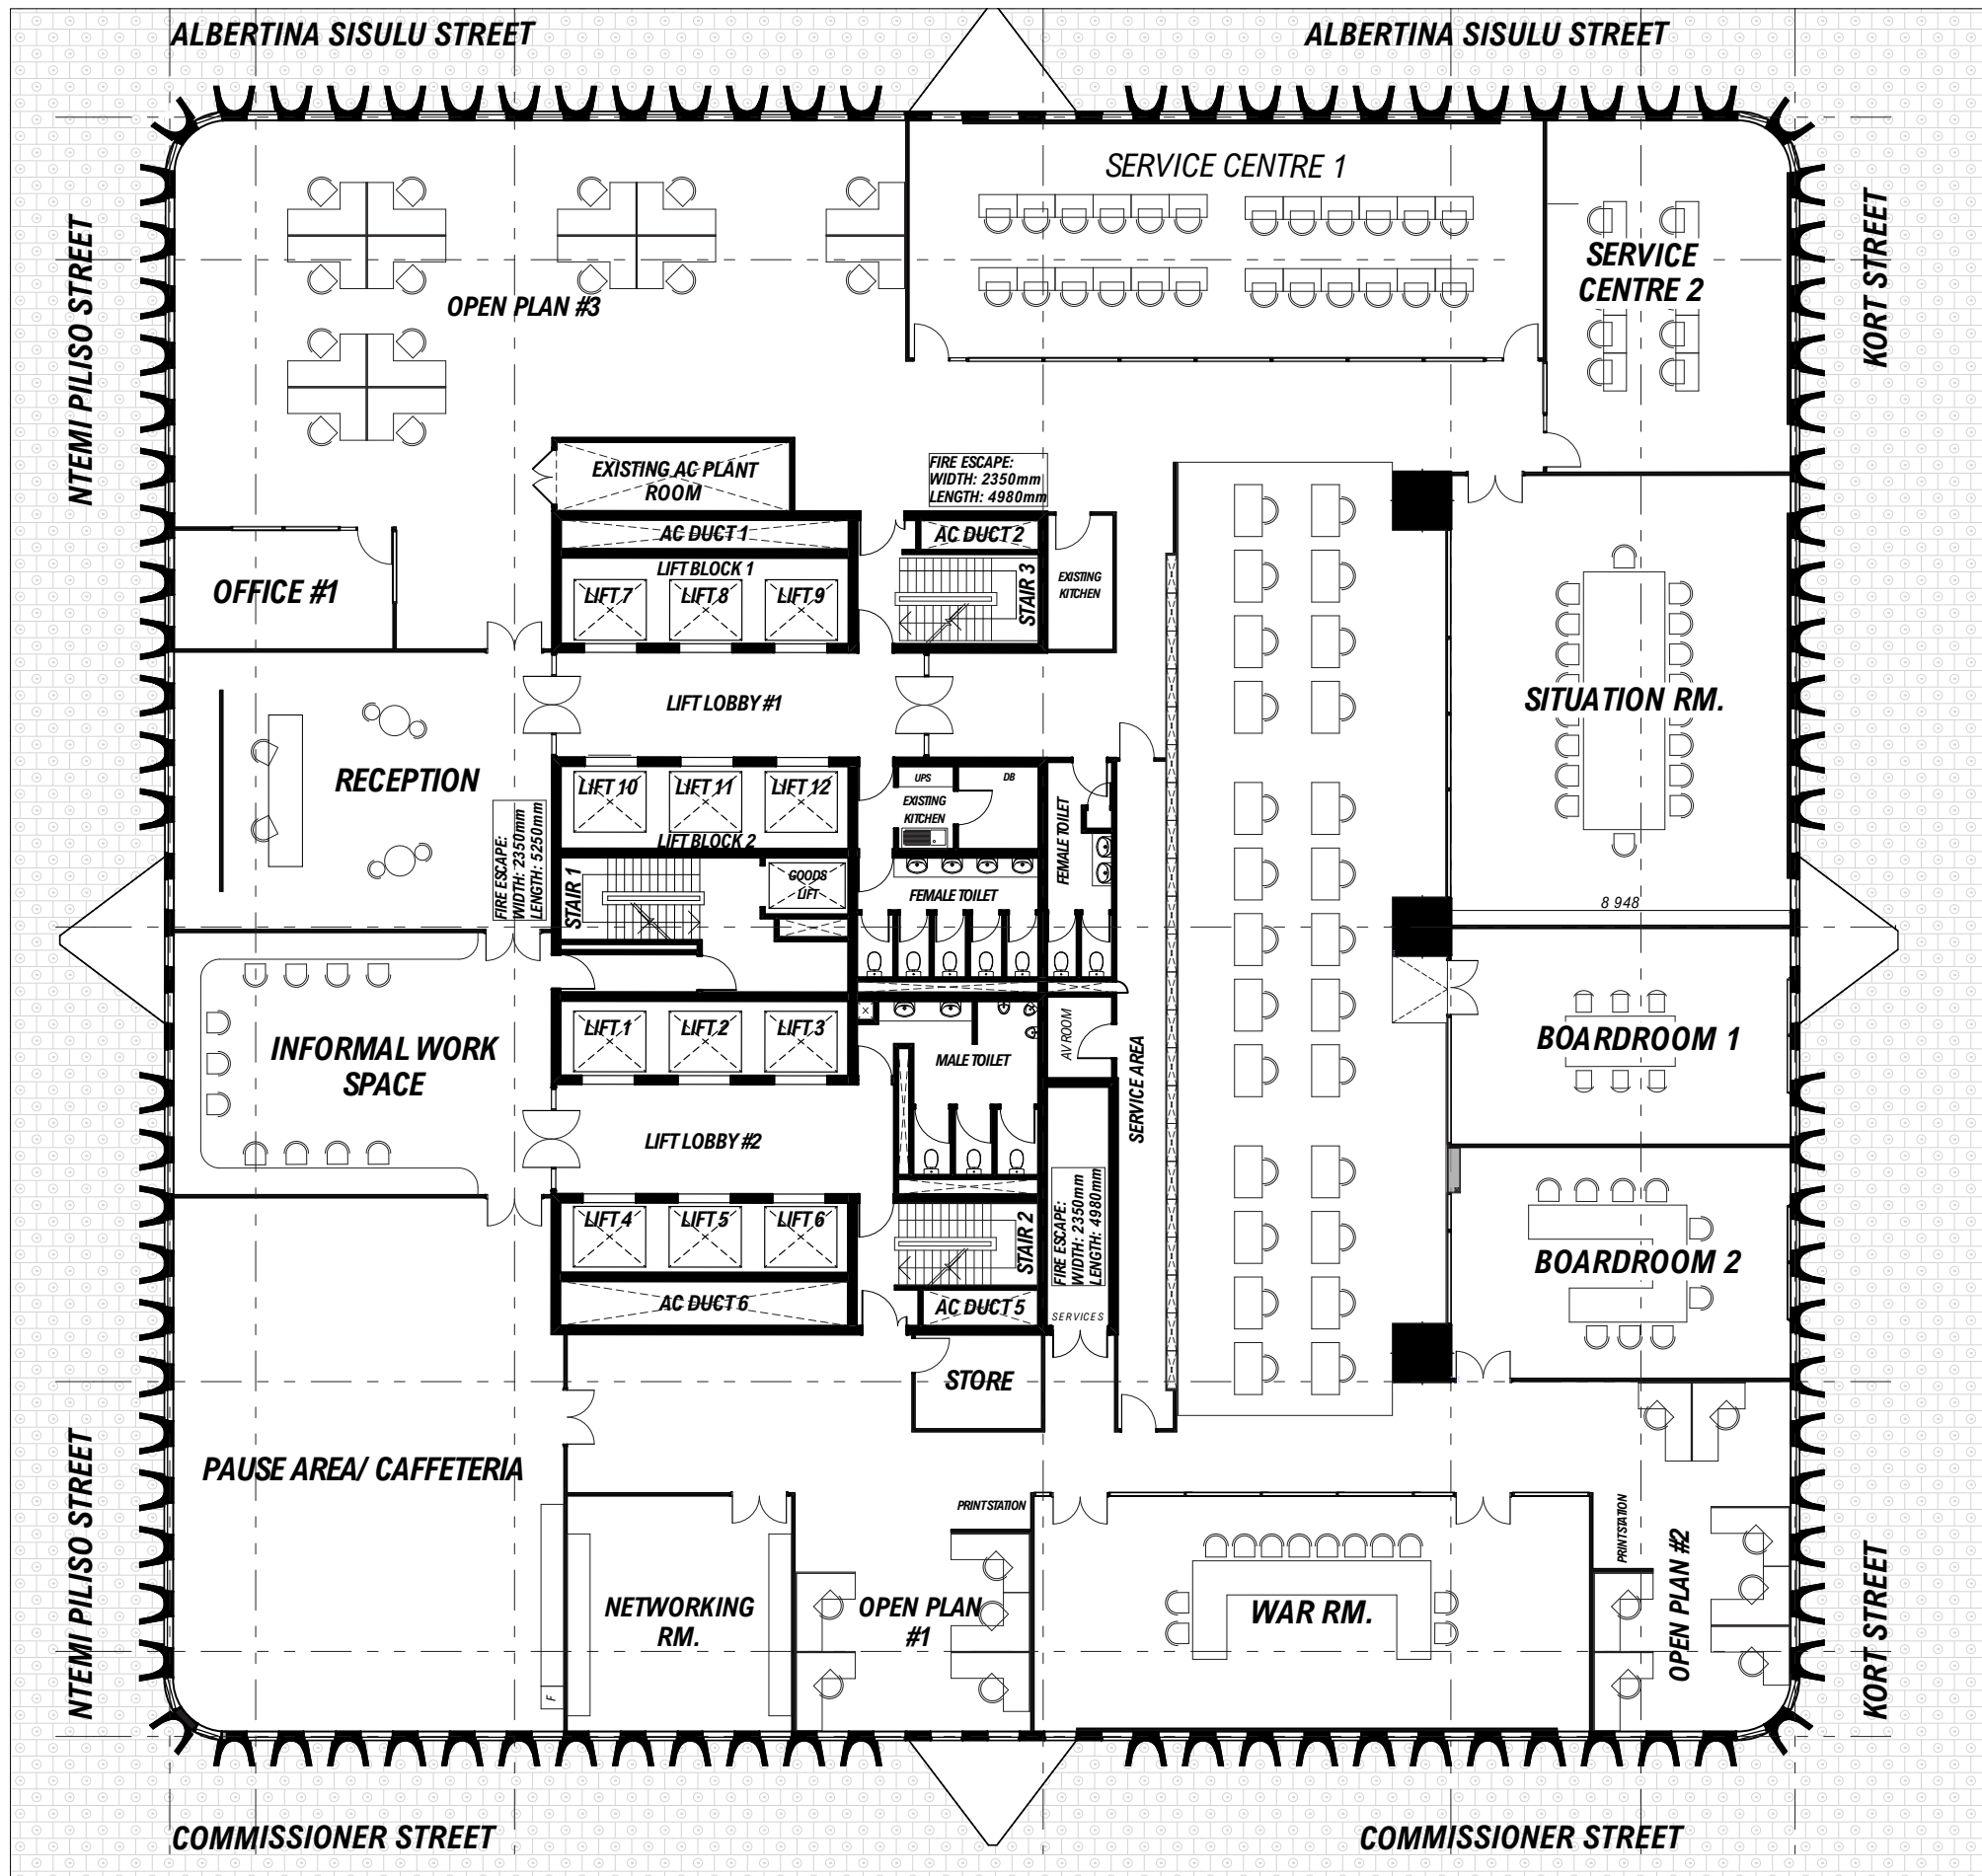 ALBERTINA SISULU STREET
ALBERTINA SISULU STREET
NTEMI PILISO STREET
KORT STREET
SERVICE CENTRE 1
SERVICE
CENTRE 2
OPEN PLAN #3
EXISTING AC PLANT
ROOM
FIRE ESCAPE:
WIDTH: 2350mm
LENGTH: 4980mm
AC DUCT 1
AC DUCT 2
LIFT BLOCK 1
LIFT 7
LIFT 8
LIFT 9
STAIR 3
EXISTING
KITCHEN
OFFICE #1
LIFT LOBBY #1
SITUATION RM.
RECEPTION
LIFT 10
LIFT 11
LIFT 12
LIFT BLOCK 2
UPS
DB
EXISTING
KITCHEN
FEMALE TOILET
FIRE ESCAPE:
WIDTH: 2350mm
LENGTH: 5250mm
STAIR 1
GOODS
LIFT
FEMALE TOILET
8 948
INFORMAL WORK
SPACE
LIFT 1
LIFT 2
LIFT 3
MALE TOILET
AV ROOM
SERVICE AREA
BOARDROOM 1
LIFT LOBBY #2
LIFT 4
LIFT 5
LIFT 6
STAIR 2
FIRE ESCAPE:
WIDTH: 2350mm
LENGTH: 4980mm
BOARDROOM 2
AC DUCT 6
AC DUCT 5
SERVICES
STORE
PAUSE AREA/ CAFFETERIA
NTEMI PILISO STREET
PRINT STATION
PRINT STATION
OPEN PLAN #2
KORT STREET
NETWORKING
RM.
OPEN PLAN
#1
WAR RM.
F
COMMISSIONER STREET
COMMISSIONER STREET